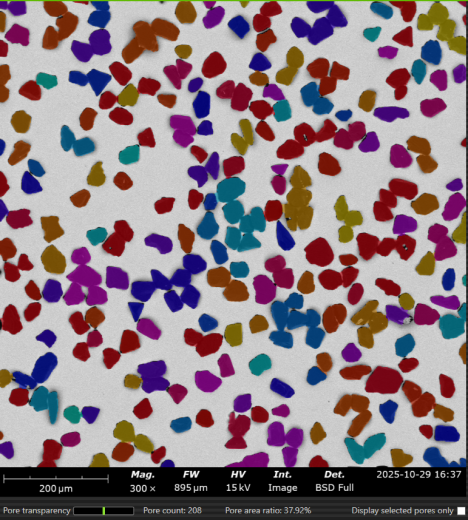 Mag. FW HV Int. Det. 2025-10-29 16:37
200 µm 300 x 895 µm 15 kV Image BSD Full
Pore transparency Pore count: 208 Pore area ratio: 37.92% Display selected pores only